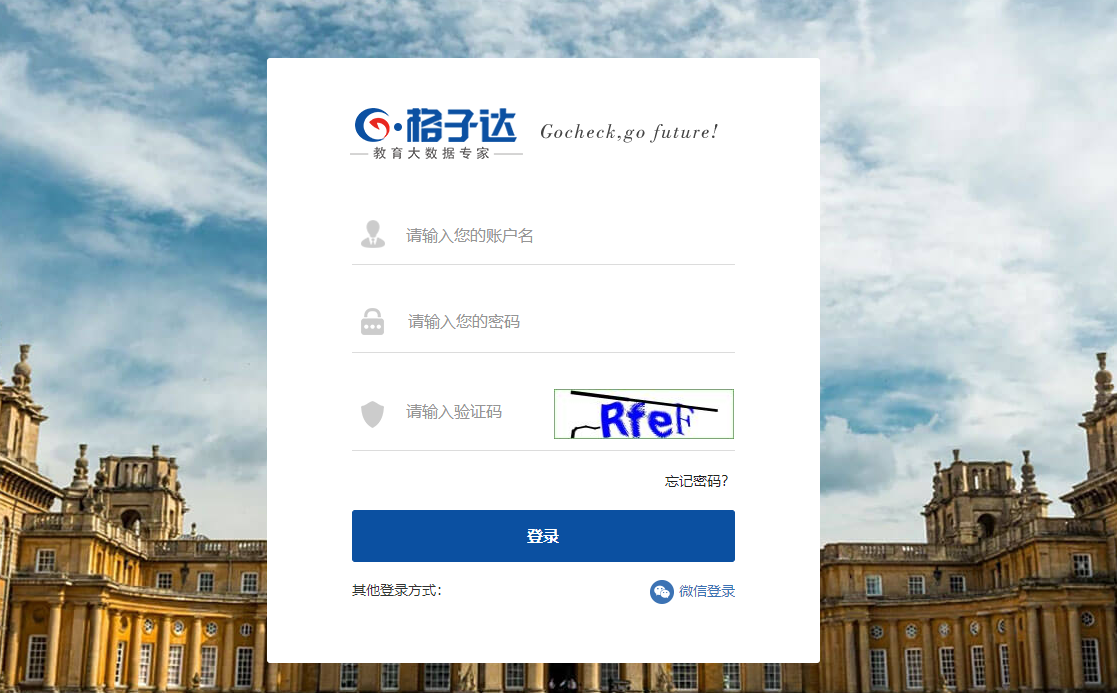 格子达
教育大数据专家
Gocheck,go future!
请输入您的账户名
请输入您的密码
请输入验证码
RfeF
忘记密码?
登录
其他登录方式:
微信登录